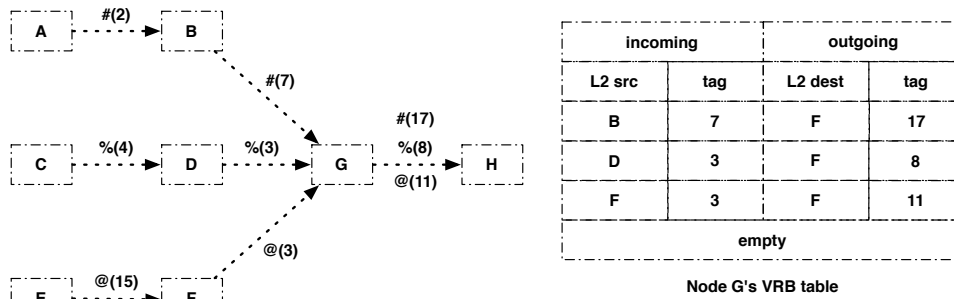 #(2)
A
B
#(7)
#(17)
%(4)
%(3)
%(8)
C
D
G
H
@(11)
@(3)
@(15)
incoming outgoing
L2 src tag L2 dest tag
B 7 F 17
D 3 F 8
F 3 F 11
empty
Node G's VRB table